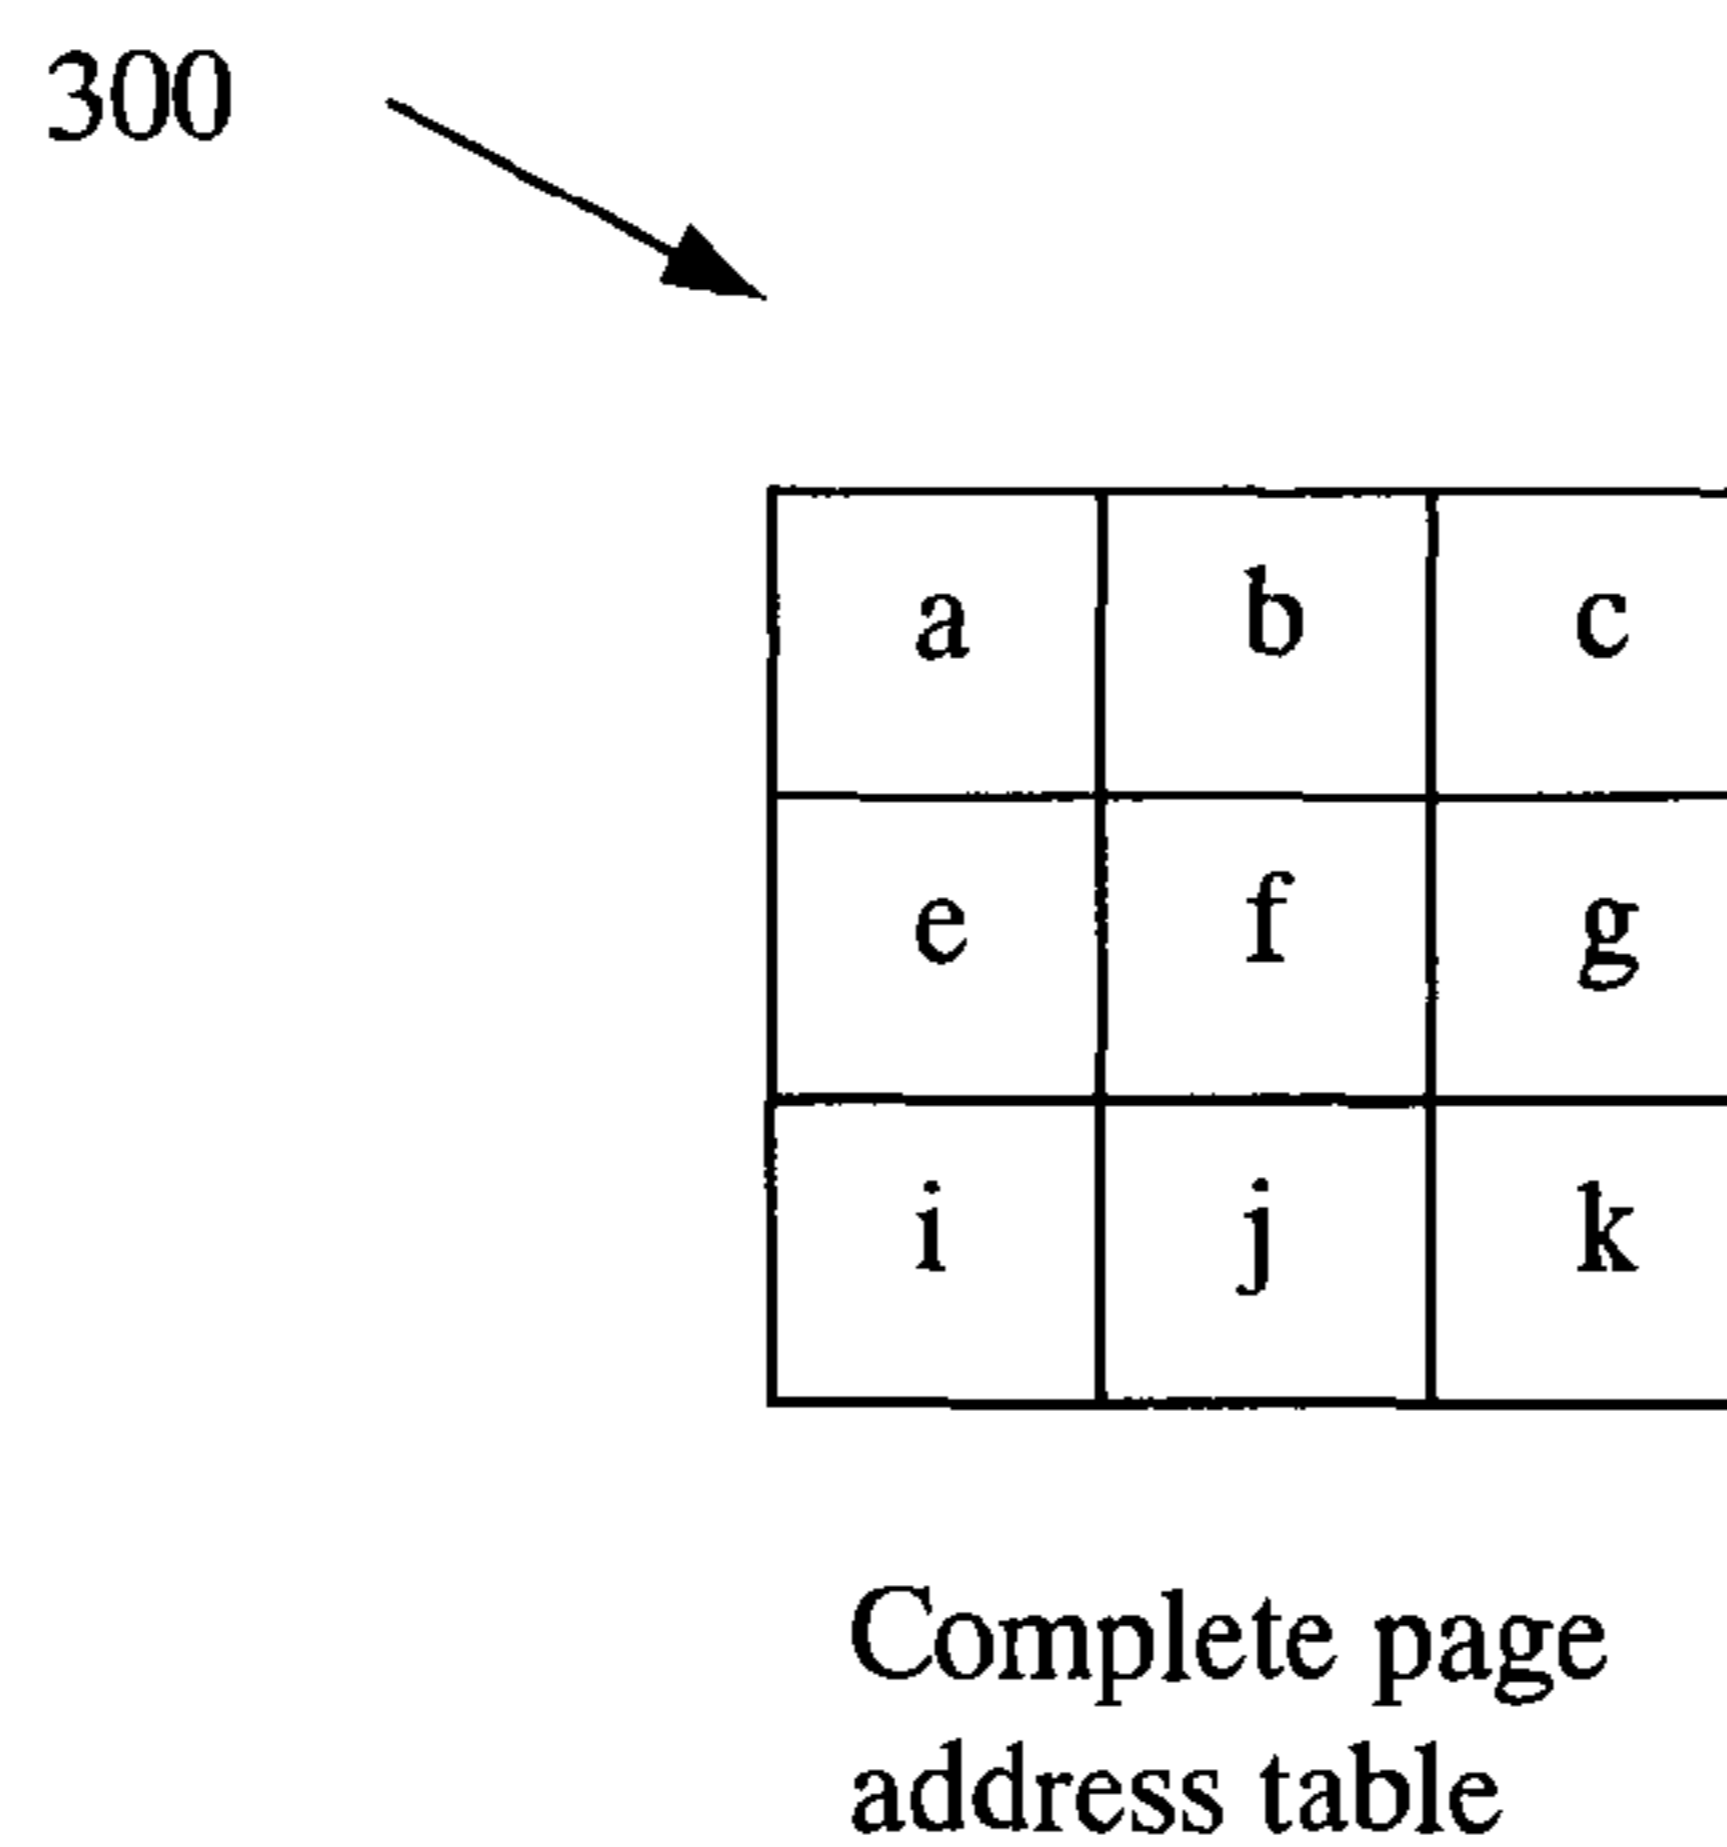 300
a b c
e f g
i j k
Complete page
address table